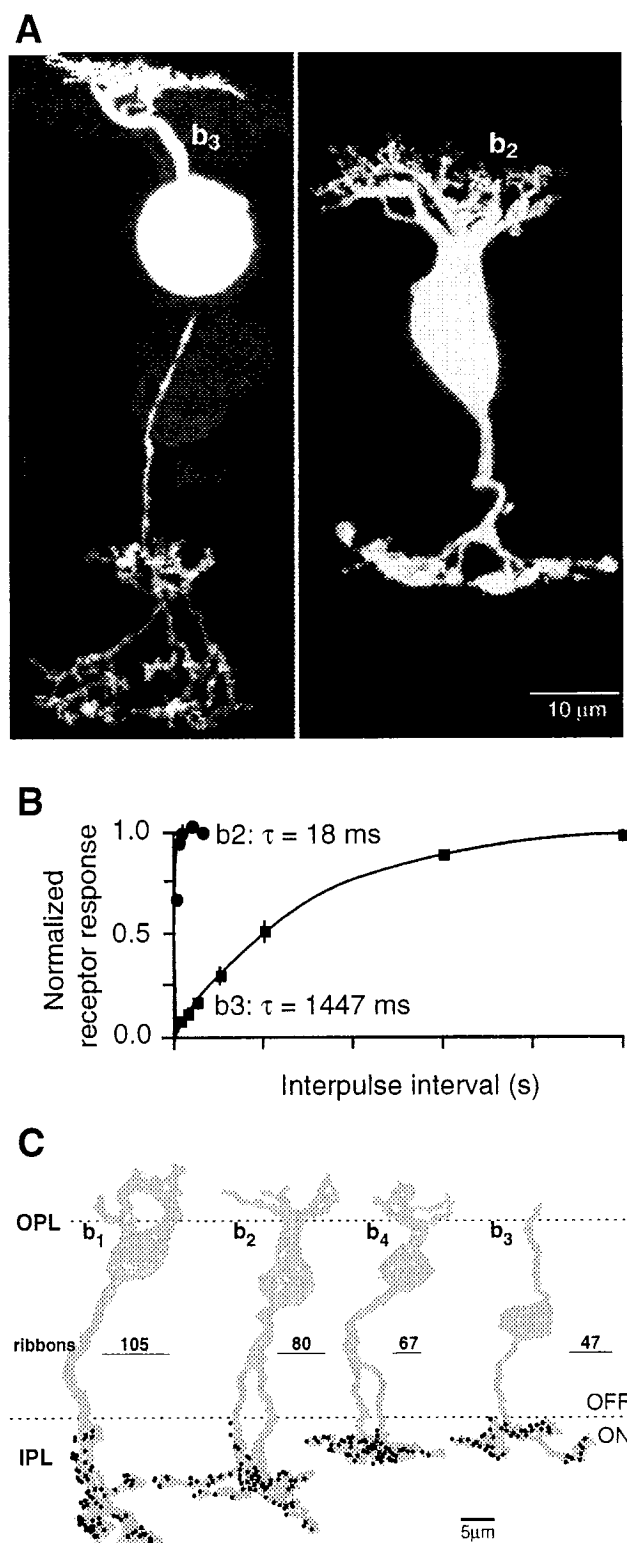 A
b3
b2
10 µm
B
Normalized
receptor response
1.0
0.5
0.0
b2: τ = 18 ms
b3: τ = 1447 ms
Interpulse interval (s)
C
OPL
b1
b2
b4
b3
ribbons
105
80
67
47
OFF
ON
IPL
5µm